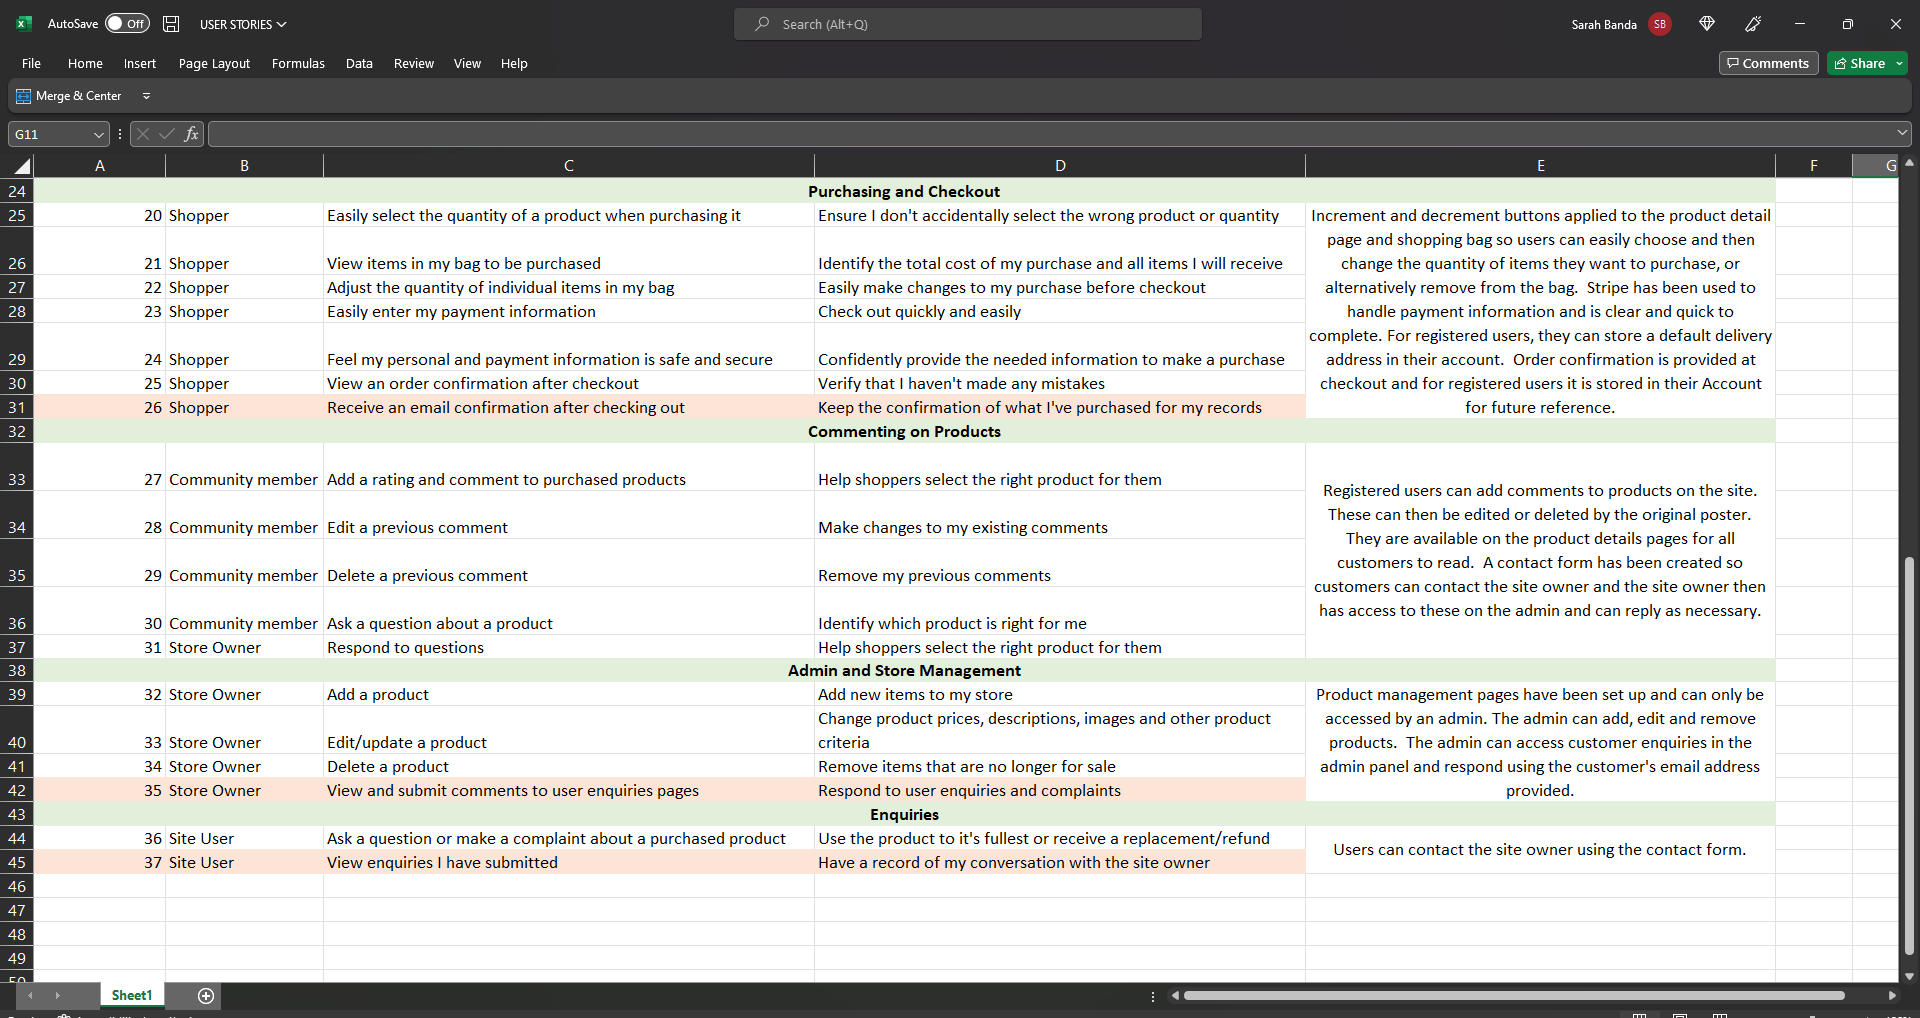 AutoSave Off USER STORIES Search (Alt+Q) Sarah Banda SB
File Home Insert Page Layout Formulas Data Review View Help Comments Share
Merge & Center
G11 fx
A B C D E F G
24 Purchasing and Checkout
25 20 Shopper Easily select the quantity of a product when purchasing it Ensure I don't accidentally select the wrong product or quantity
26 21 Shopper View items in my bag to be purchased Identify the total cost of my purchase and all items I will receive
27 22 Shopper Adjust the quantity of individual items in my bag Easily make changes to my purchase before checkout
28 23 Shopper Easily enter my payment information Check out quickly and easily
29 24 Shopper Feel my personal and payment information is safe and secure Confidently provide the needed information to make a purchase
30 25 Shopper View an order confirmation after checkout Verify that I haven't made any mistakes
31 26 Shopper Receive an email confirmation after checking out Keep the confirmation of what I've purchased for my records
Increment and decrement buttons applied to the product detail
page and shopping bag so users can easily choose and then
change the quantity of items they want to purchase, or
alternatively remove from the bag.  Stripe has been used to
handle payment information and is clear and quick to
complete. For registered users, they can store a default delivery
address in their account.  Order confirmation is provided at
checkout and for registered users it is stored in their Account
for future reference.
32 Commenting on Products
33 27 Community member Add a rating and comment to purchased products Help shoppers select the right product for them
34 28 Community member Edit a previous comment Make changes to my existing comments
35 29 Community member Delete a previous comment Remove my previous comments
36 30 Community member Ask a question about a product Identify which product is right for me
37 31 Store Owner Respond to questions Help shoppers select the right product for them
Registered users can add comments to products on the site.
These can then be edited or deleted by the original poster.
They are available on the product details pages for all
customers to read.  A contact form has been created so
customers can contact the site owner and the site owner then
has access to these on the admin and can reply as necessary.
38 Admin and Store Management
39 32 Store Owner Add a product Add new items to my store
Change product prices, descriptions, images and other product
40 33 Store Owner Edit/update a product criteria
41 34 Store Owner Delete a product Remove items that are no longer for sale
42 35 Store Owner View and submit comments to user enquiries pages Respond to user enquiries and complaints
Product management pages have been set up and can only be
accessed by an admin. The admin can add, edit and remove
products.  The admin can access customer enquiries in the
admin panel and respond using the customer's email address
provided.
43 Enquiries
44 36 Site User Ask a question or make a complaint about a purchased product Use the product to it's fullest or receive a replacement/refund
45 37 Site User View enquiries I have submitted Have a record of my conversation with the site owner
Users can contact the site owner using the contact form.
46
47
48
49
Sheet1